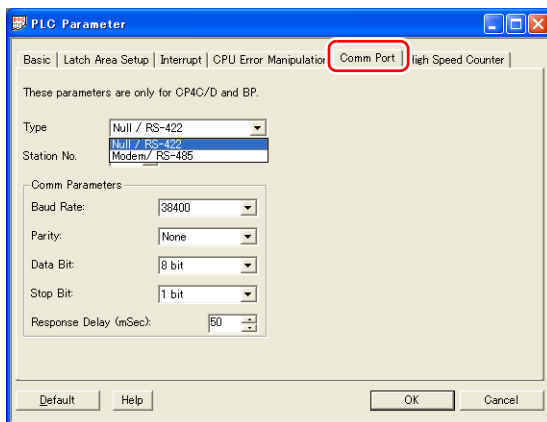 PLC Parameter
Basic Latch Area Setup Interrupt CPU Error Manipulation Comm Port High Speed Counter
These parameters are only for CP4C/D and BP.
Type Null / RS-422
Null / RS-422
Station No. Modem/ RS-485
Comm Parameters
Baud Rate: 38400
Parity: None
Data Bit: 8 bit
Stop Bit: 1 bit
Response Delay (mSec): 50
Default Help OK Cancel